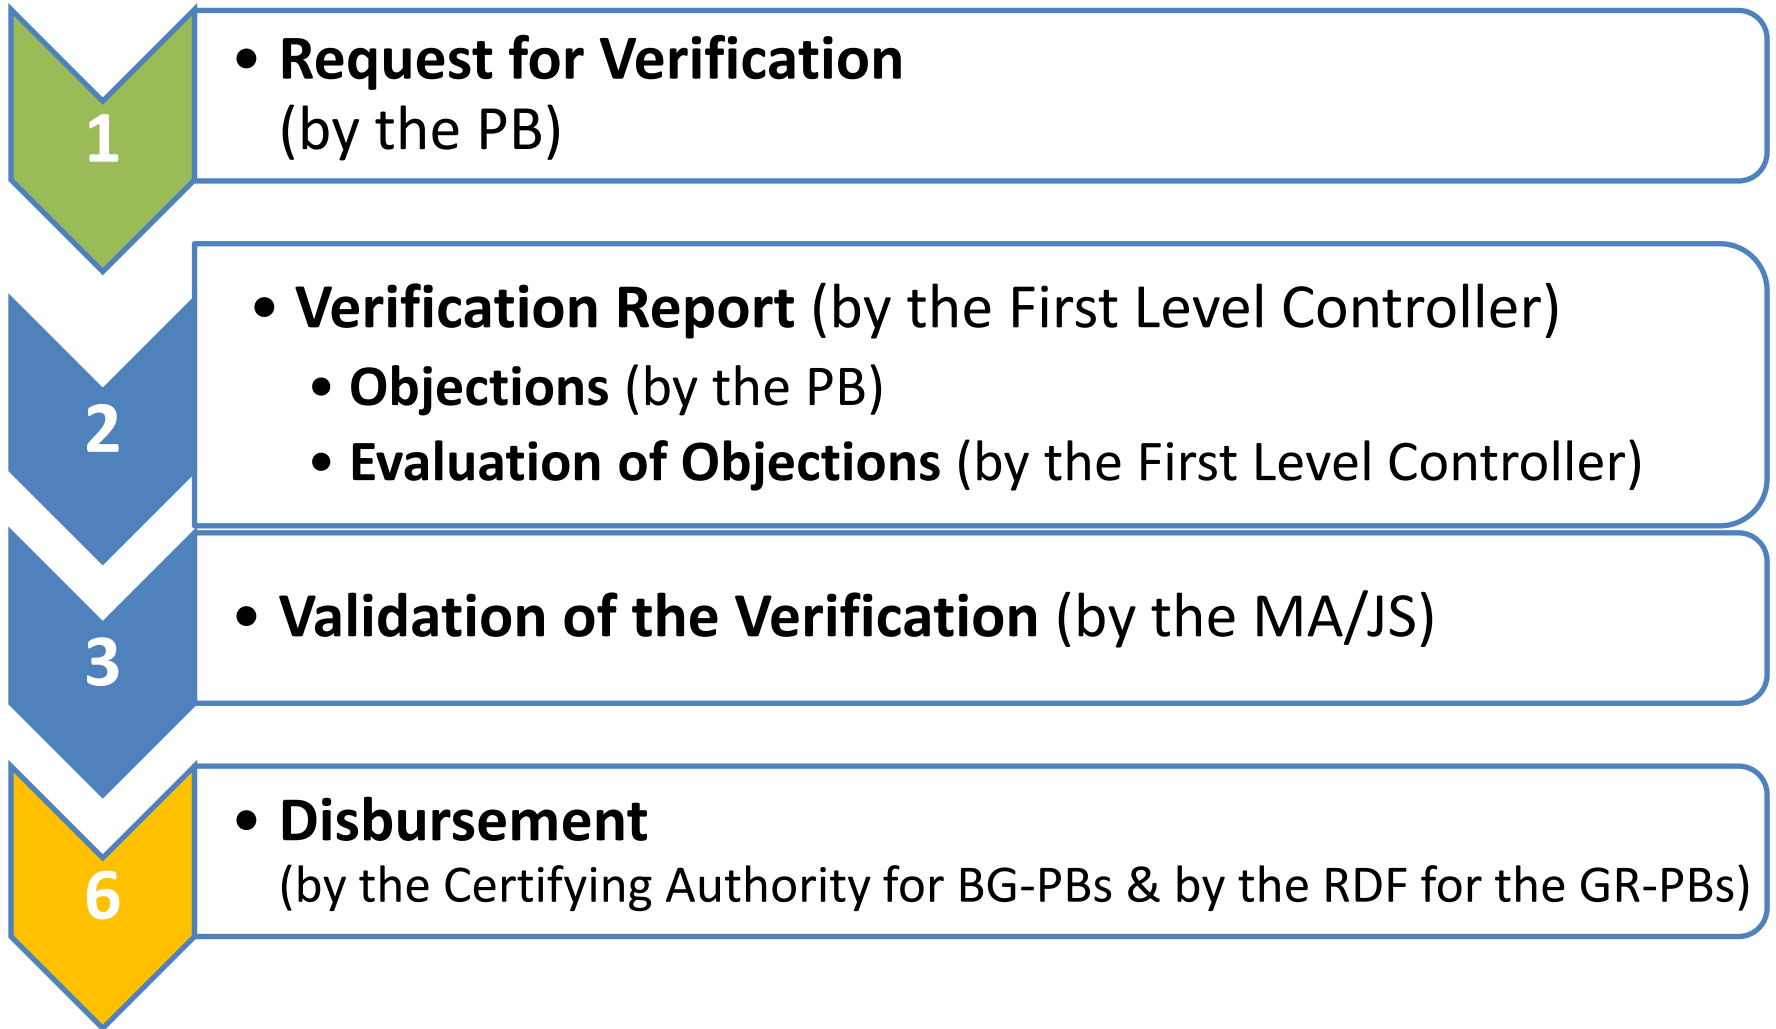 1
• Request for Verification
(by the PB)
2
• Verification Report (by the First Level Controller)
• Objections (by the PB)
• Evaluation of Objections (by the First Level Controller)
3
• Validation of the Verification (by the MA/JS)
6
• Disbursement
(by the Certifying Authority for BG-PBs & by the RDF for the GR-PBs)